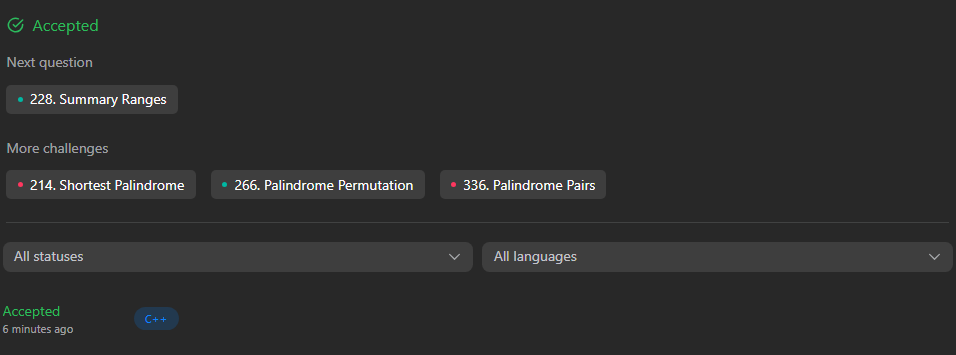 Accepted
Next question
228. Summary Ranges
More challenges
214. Shortest Palindrome 266. Palindrome Permutation 336. Palindrome Pairs
All statuses All languages
Accepted
C++
6 minutes ago